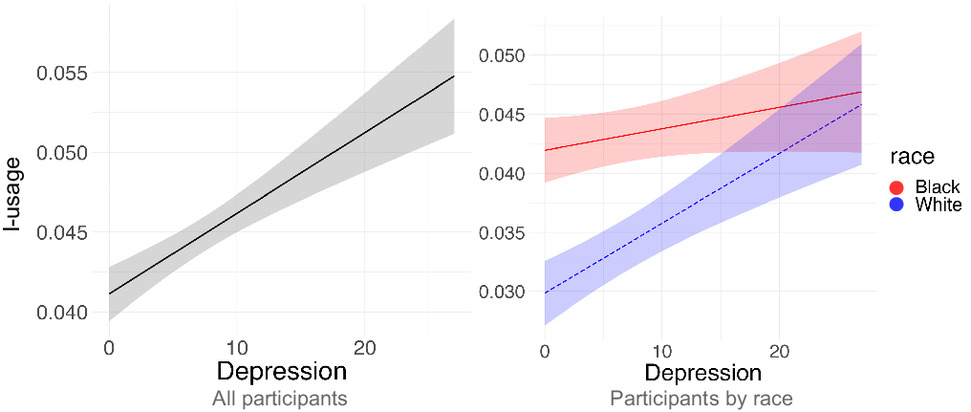 I-usage
0.055
0.050
0.045
0.040
0 10 20
Depression
All participants
0.050
0.045
0.040
0.035
0.030
0 10 20
Depression
Participants by race
race
Black
White